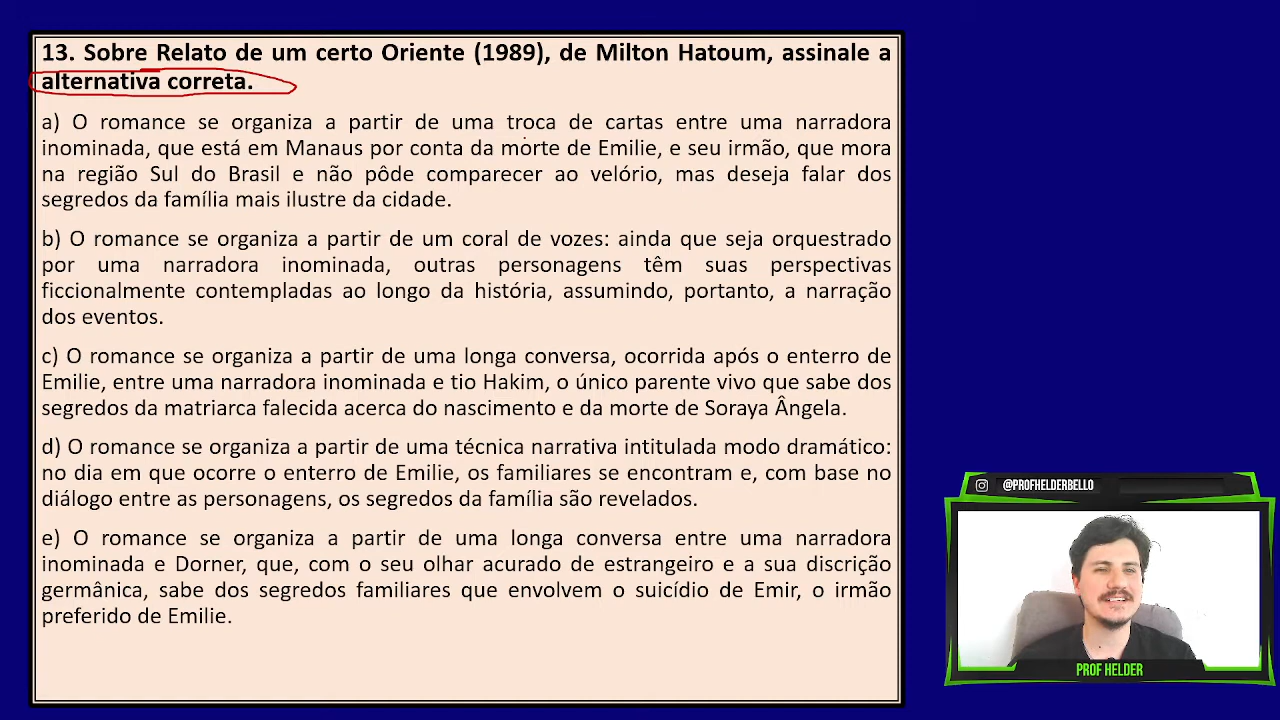 13. Sobre Relato de um certo Oriente (1989), de Milton Hatoum, assinale a
alternativa correta.
a) O romance se organiza a partir de uma troca de cartas entre uma narradora
inominada, que está em Manaus por conta da morte de Emilie, e seu irmão, que mora
na região Sul do Brasil e não pôde comparecer ao velório, mas deseja falar dos
segredos da família mais ilustre da cidade.
b) O romance se organiza a partir de um coral de vozes: ainda que seja orquestrado
por uma narradora inominada, outras personagens têm suas perspectivas
ficcionalmente contempladas ao longo da história, assumindo, portanto, a narração
dos eventos.
c) O romance se organiza a partir de uma longa conversa, ocorrida após o enterro de
Emilie, entre uma narradora inominada e tio Hakim, o único parente vivo que sabe dos
segredos da matriarca falecida acerca do nascimento e da morte de Soraya Ângela.
d) O romance se organiza a partir de uma técnica narrativa intitulada modo dramático:
no dia em que ocorre o enterro de Emilie, os familiares se encontram e, com base no
diálogo entre as personagens, os segredos da família são revelados.
e) O romance se organiza a partir de uma longa conversa entre uma narradora
inominada e Dorner, que, com o seu olhar acurado de estrangeiro e a sua discrição
germânica, sabe dos segredos familiares que envolvem o suicídio de Emir, o irmão
preferido de Emilie.
@PROFHELDERBELLO
PROF HELDER